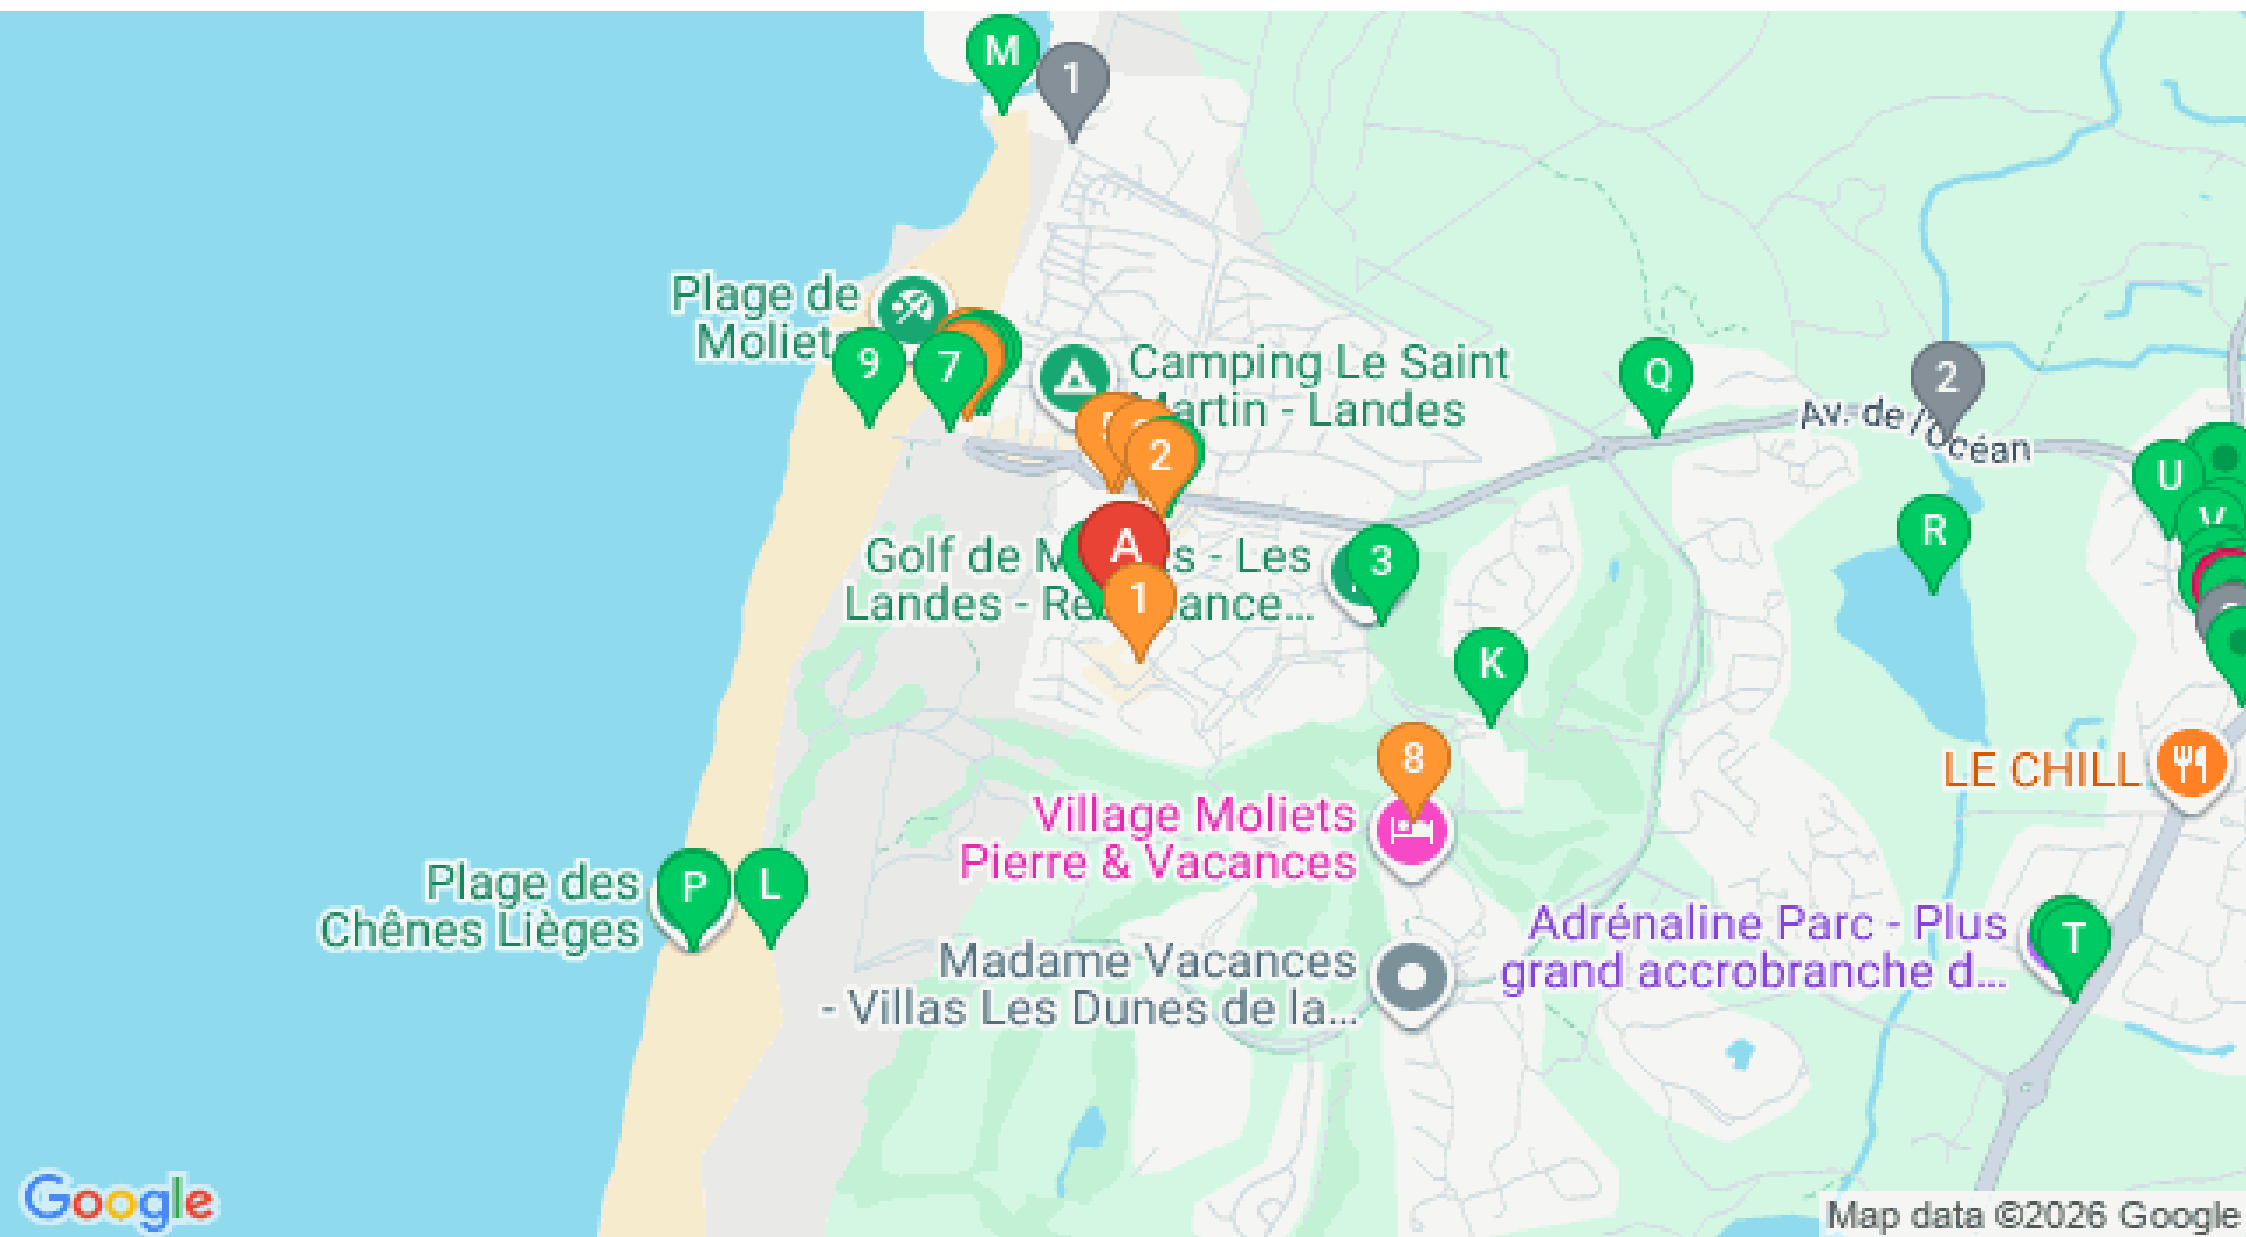 M
1
Plage de
Moliets
9
7
Camping Le Saint
Martin - Landes
Q
2
Av. de l'Océan
2
U
V
R
A
Golf de M s - Les
Landes - Re ance...
3
1
K
8
LE CHILL
Village Moliets
Pierre & Vacances
Plage des
Chênes Lièges
P
L
Adrénaline Parc - Plus
grand accrobranche d...
T
Madame Vacances
- Villas Les Dunes de la...
Google
Map data ©2026 Google